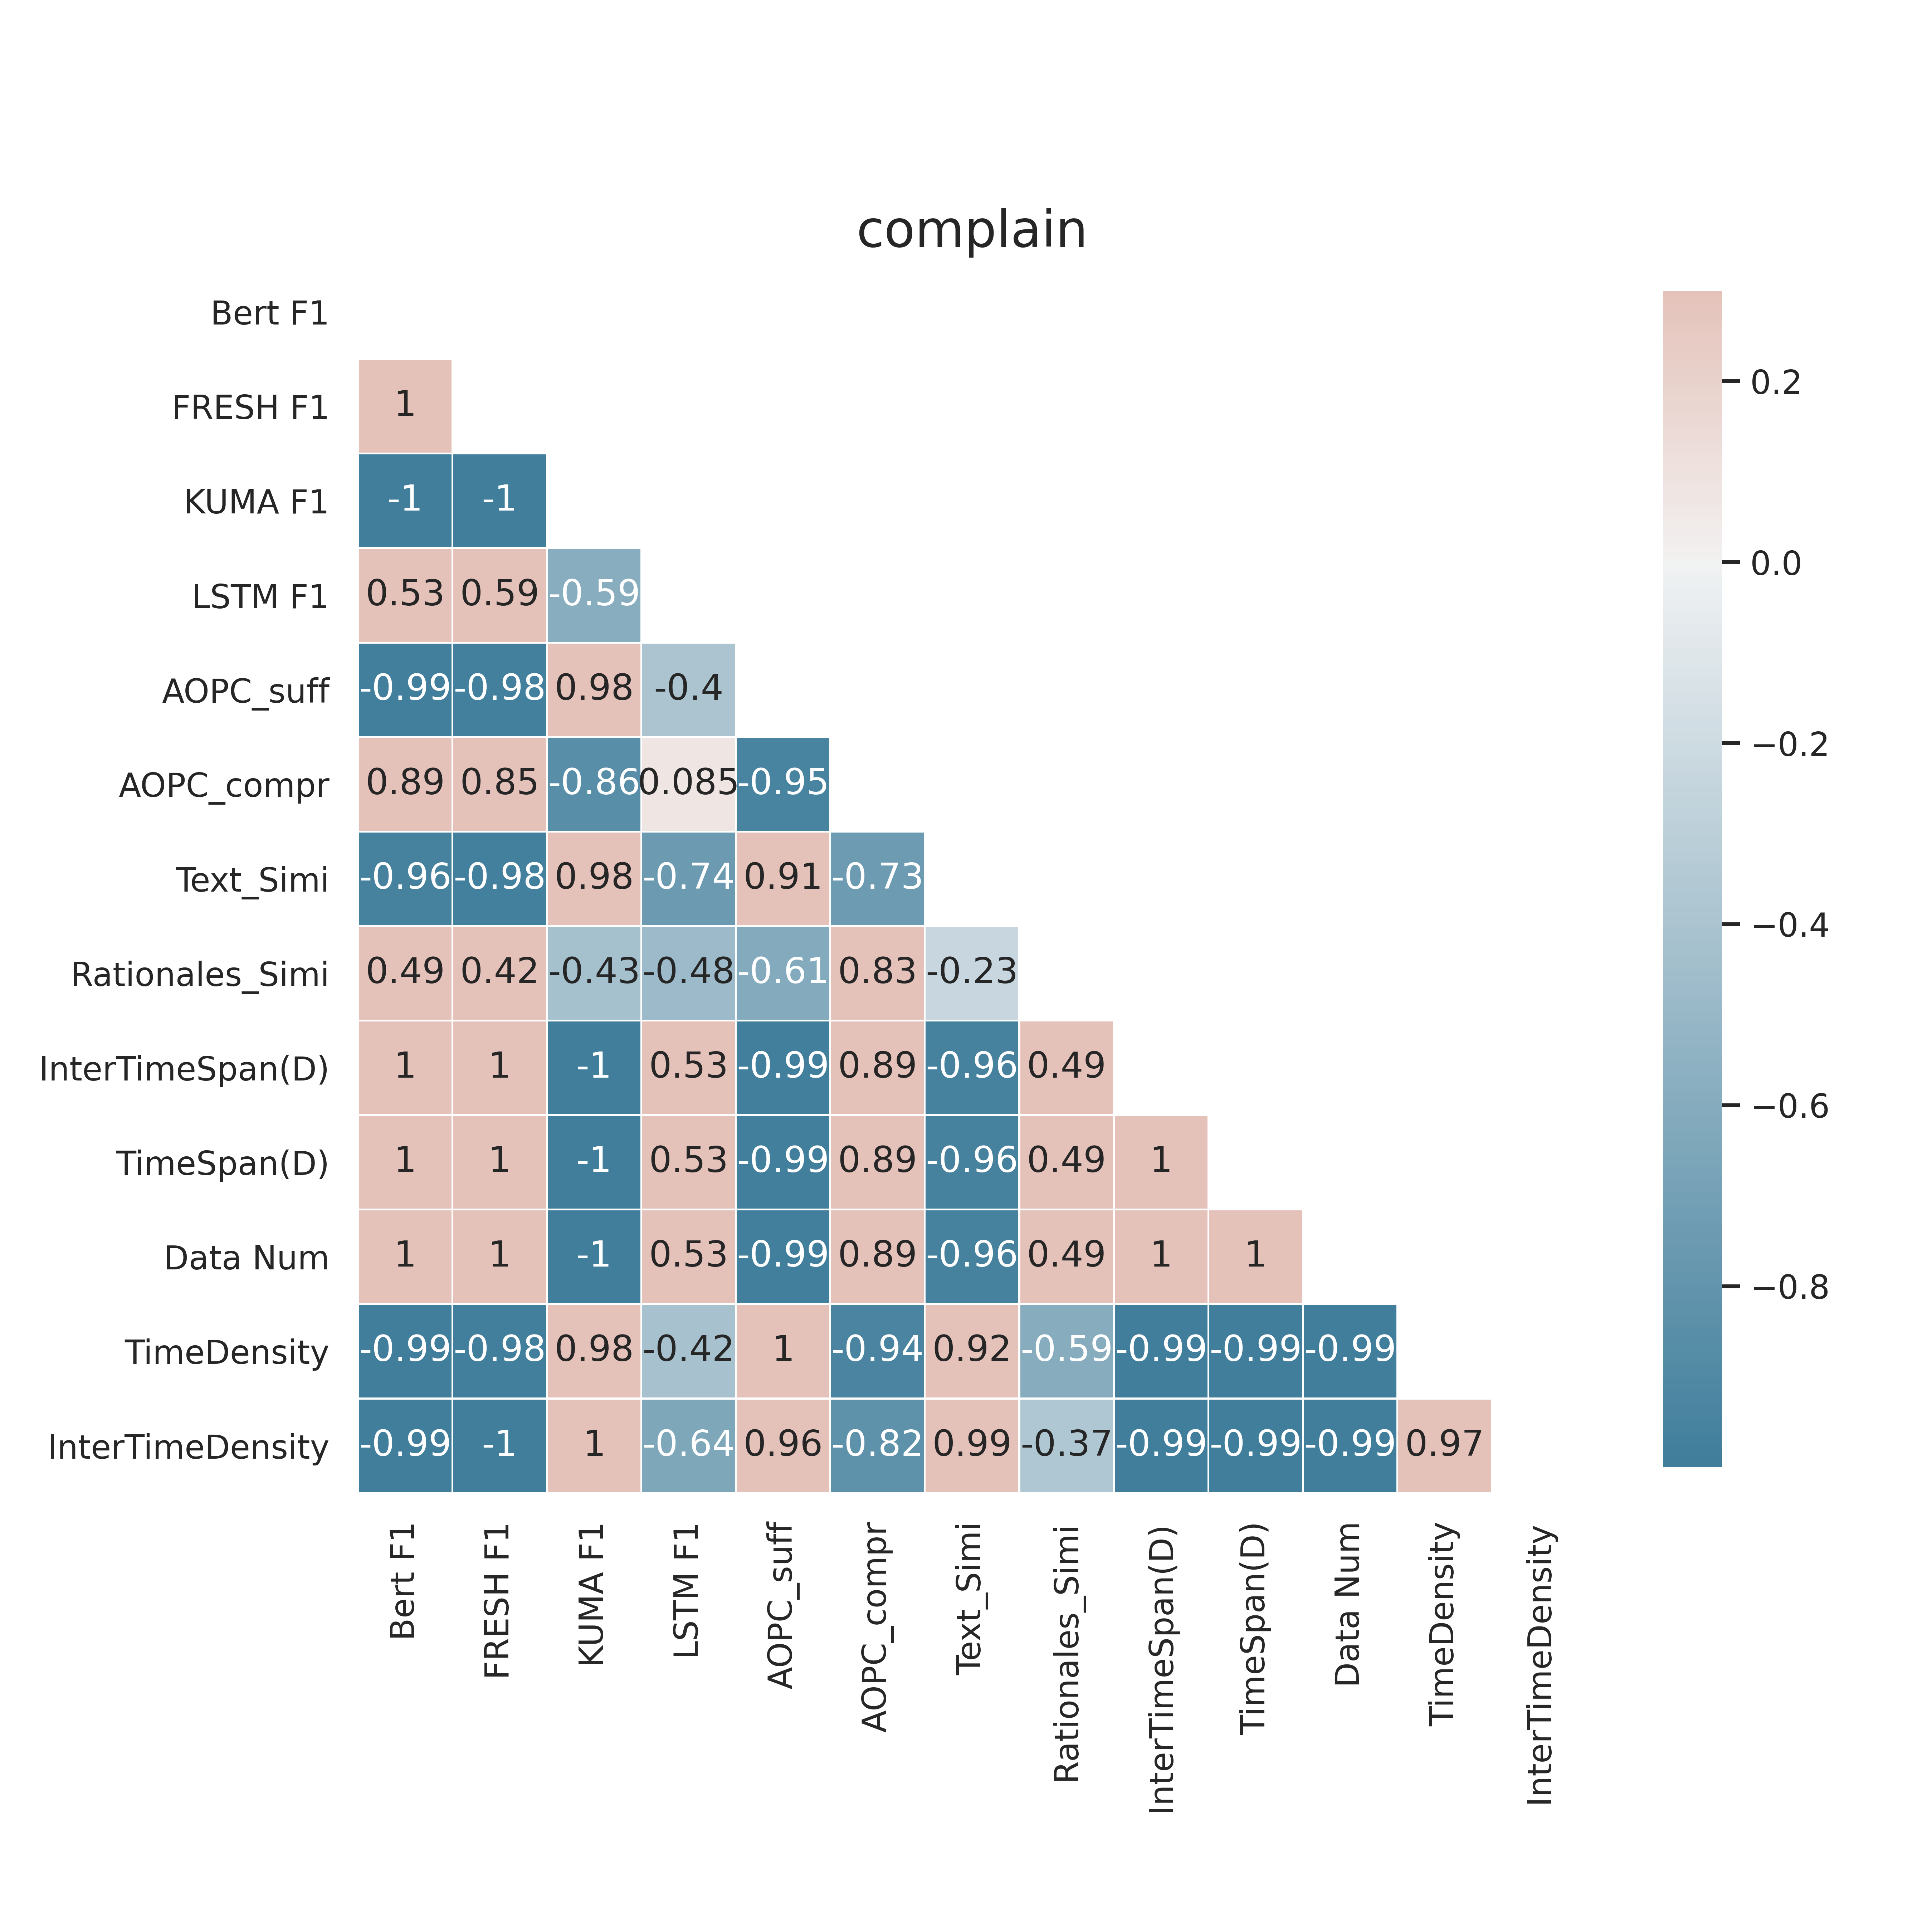 complain
Bert F1
FRESH F1 1
KUMA F1 -1 -1
LSTM F1 0.53 0.59 -0.59
AOPC_suff -0.99 -0.98 0.98 -0.4
AOPC_compr 0.89 0.85 -0.86 0.085 -0.95
Text_Simi -0.96 -0.98 0.98 -0.74 0.91 -0.73
Rationales_Simi 0.49 0.42 -0.43 -0.48 -0.61 0.83 -0.23
InterTimeSpan(D) 1 1 -1 0.53 -0.99 0.89 -0.96 0.49
TimeSpan(D) 1 1 -1 0.53 -0.99 0.89 -0.96 0.49 1
Data Num 1 1 -1 0.53 -0.99 0.89 -0.96 0.49 1 1
TimeDensity -0.99 -0.98 0.98 -0.42 1 -0.94 0.92 -0.59 -0.99 -0.99 -0.99
InterTimeDensity -0.99 -1 1 -0.64 0.96 -0.82 0.99 -0.37 -0.99 -0.99 -0.99 0.97
Bert F1
FRESH F1
KUMA F1
LSTM F1
AOPC_suff
AOPC_compr
Text_Simi
Rationales_Simi
InterTimeSpan(D)
TimeSpan(D)
Data Num
TimeDensity
InterTimeDensity
0.2
0.0
−0.2
−0.4
−0.6
−0.8